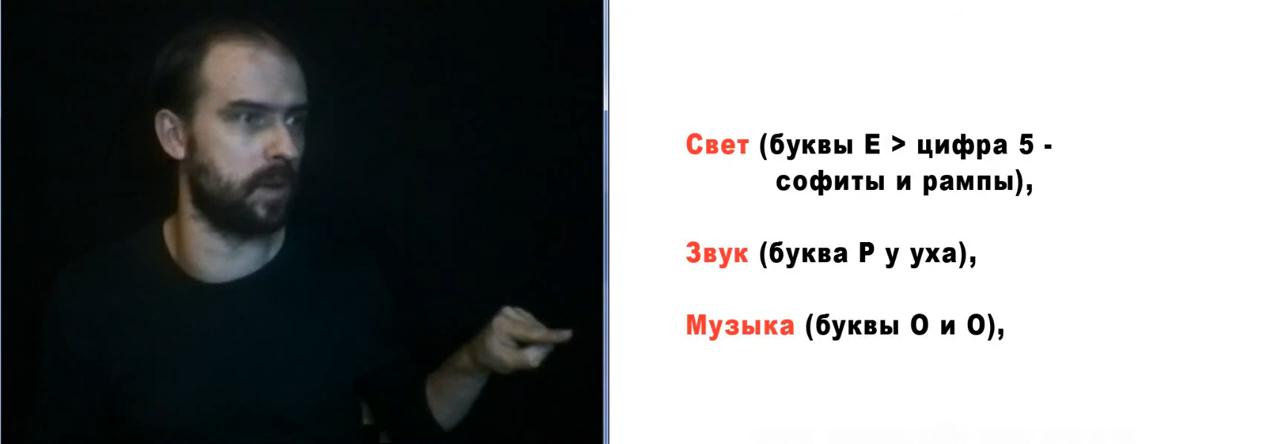 Свет (буквы Е > цифра 5 -
софиты и рампы),
Звук (буква Р у уха),
Музыка (буквы О и О),